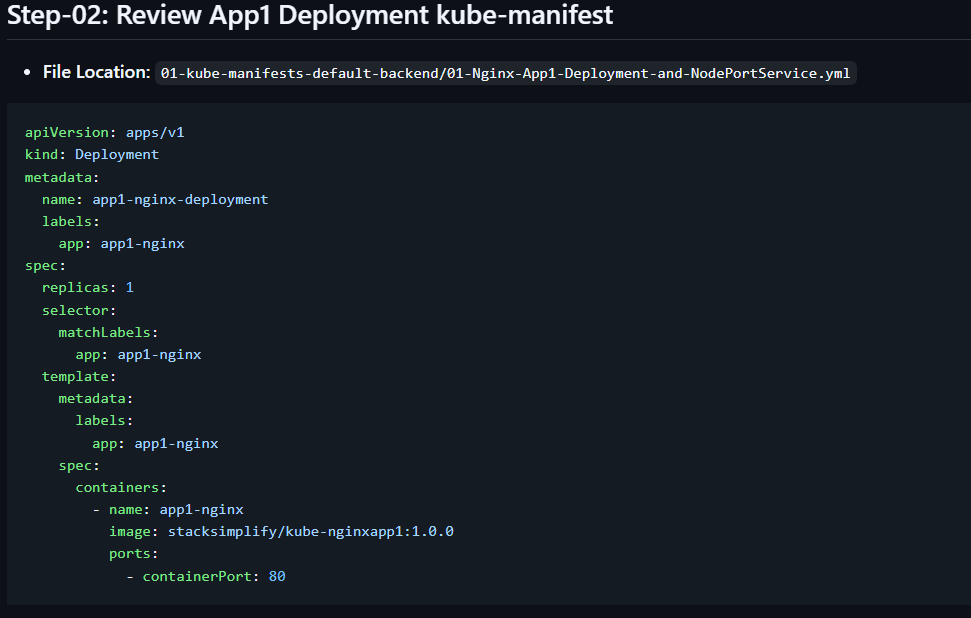 Step-02: Review App1 Deployment kube-manifest
• File Location: 01-kube-manifests-default-backend/01-Nginx-App1-Deployment-and-NodePortService.yml
apiVersion: apps/v1
kind: Deployment
metadata:
  name: app1-nginx-deployment
  labels:
    app: app1-nginx
spec:
  replicas: 1
  selector:
    matchLabels:
      app: app1-nginx
  template:
    metadata:
      labels:
        app: app1-nginx
    spec:
      containers:
        - name: app1-nginx
          image: stacksimplify/kube-nginxapp1:1.0.0
          ports:
            - containerPort: 80